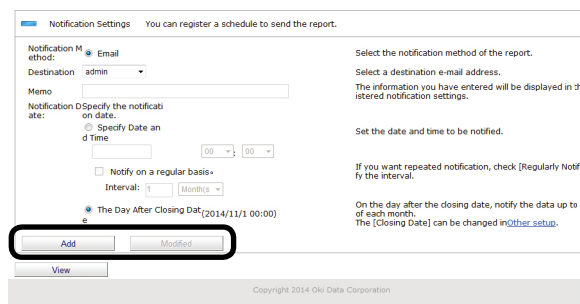 Notification Settings You can register a schedule to send the report.
Notification M
ethod:
Email
Select the notification method of the report.
Destination admin
Select a destination e-mail address.
Memo
The information you have entered will be displayed in
istered notification settings.
Notification D
ate:
Specify the notificati
on date.
Specify Date an
d Time
Set the date and time to be notified.
00 : 00
Notify on a regular basis。
If you want repeated notification, check [Regularly
fy the interval.
Interval: 1 Month(s
The Day After Closing Dat
e
(2014/11/1 00:00)
On the day after the closing date, notify the data up to
of each month.
The [Closing Date] can be changed inOther setup.
Add Modified
View
Copyright 2014 Oki Data Corporation